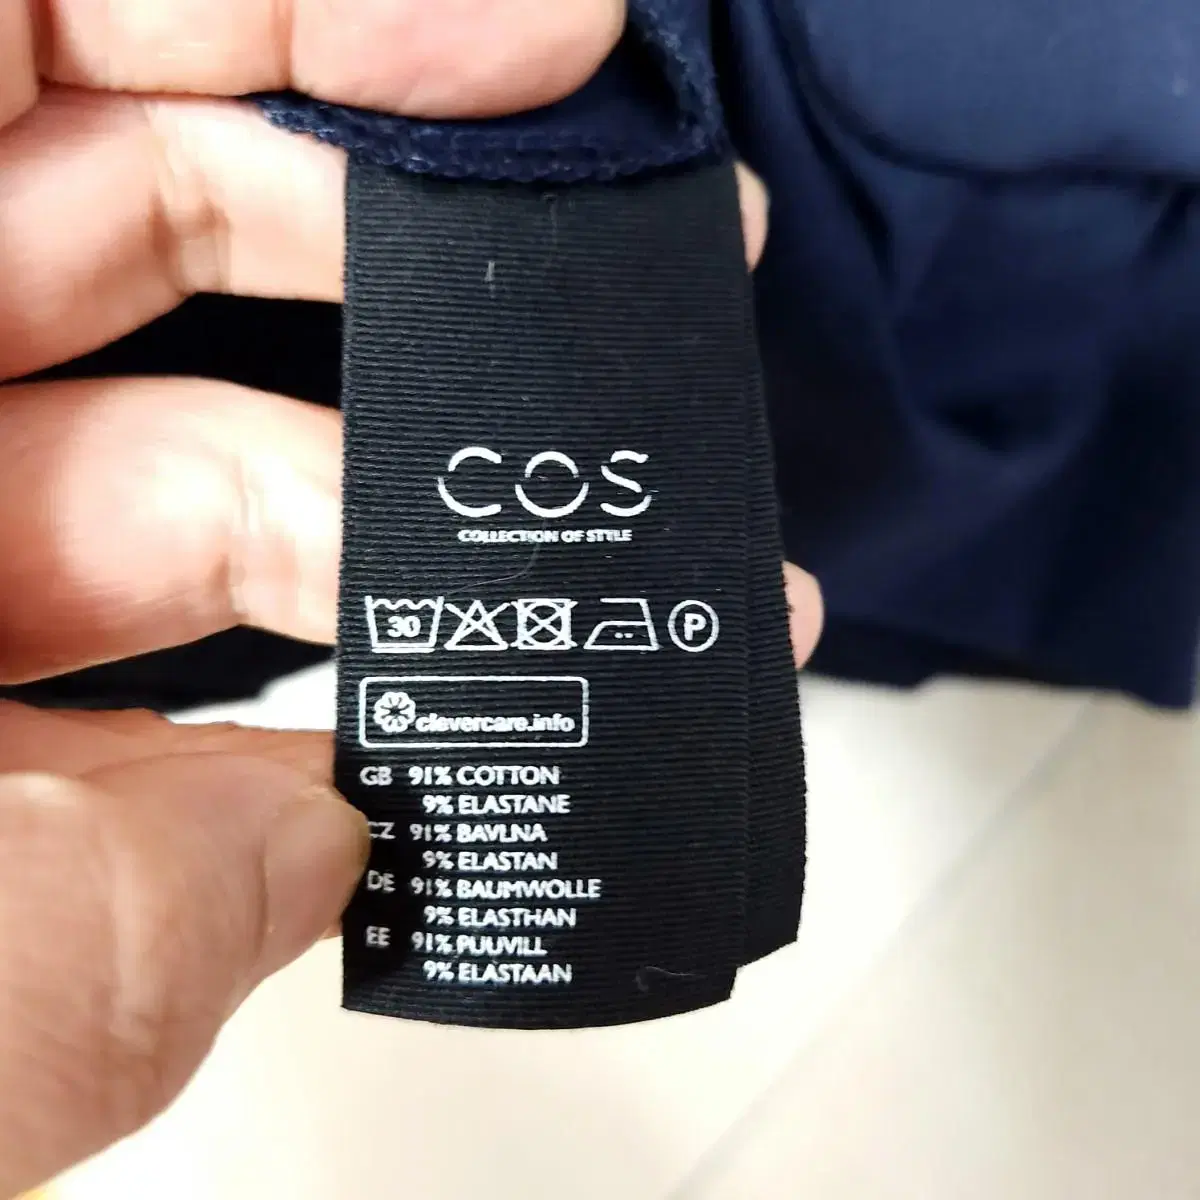 COS
COLLECTION OF STYLE
30 P
clevercare.info
GB 91% COTTON
9% ELASTANE
CZ 91% BAVLNA
9% ELASTAN
DE 91% BAUMWOLLE
9% ELASTHAN
EE 91% PUUVILL
9% ELASTAAN